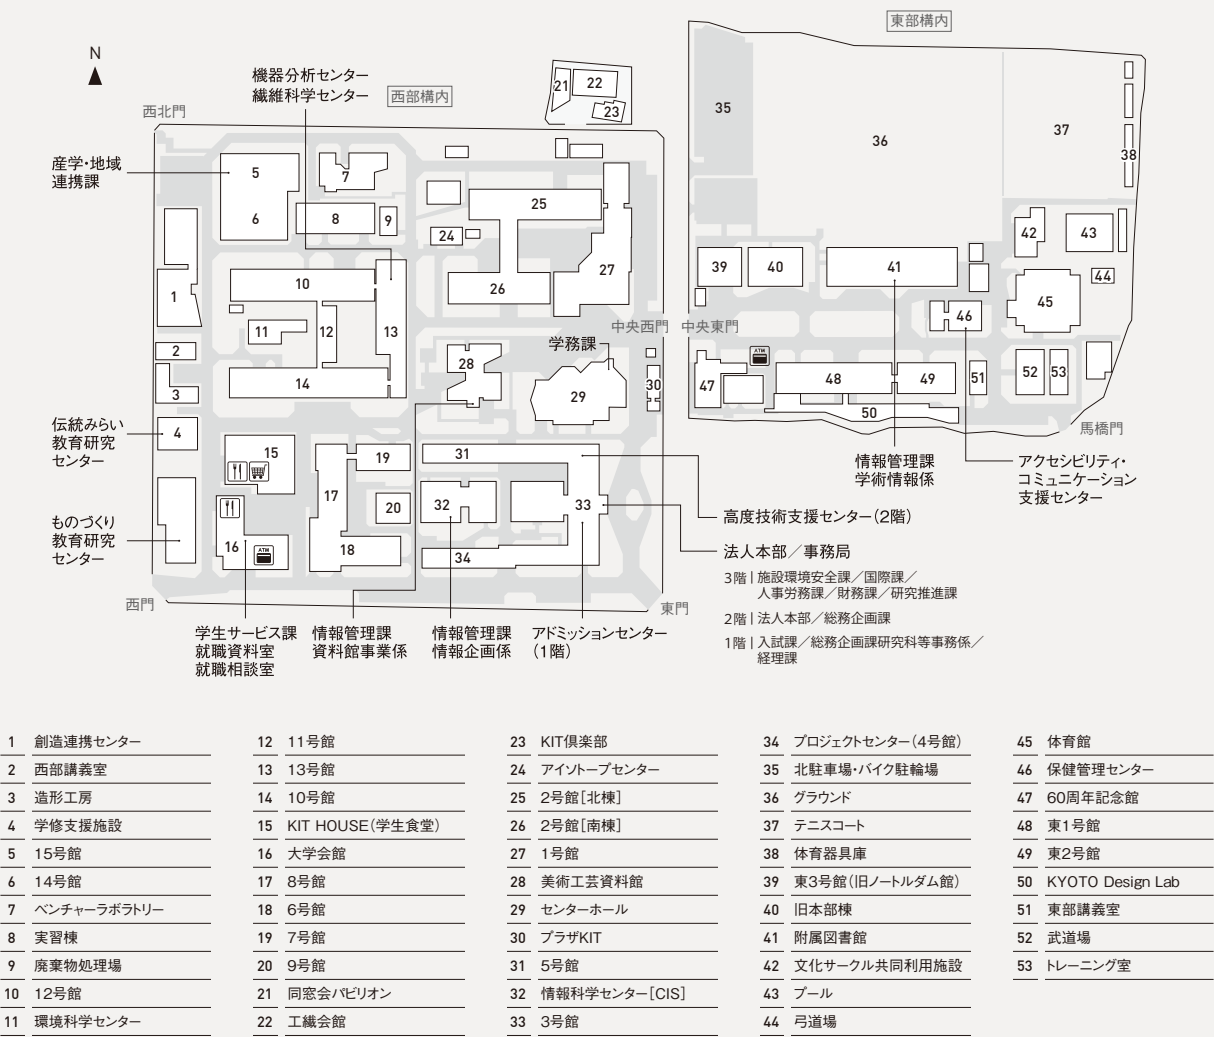 東部構内
N
機器分析センター
繊維科学センター
西部構内
西北門
産学・地域
連携課
21
22
23
35
36
37
38
5
6
7
8
9
25
24
26
27
42
43
44
39
40
41
45
46
1
10
11
12
13
14
2
3
中央西門
中央東門
学務課
28
29
30
ATM
47
48
49
50
51
52
53
馬橋門
伝統みらい
教育研究
センター
4
15
16
ATM
17
18
19
20
31
32
33
34
ものづくり
教育研究
センター
情報管理課
学術情報係
アクセシビリティ・
コミュニケーション
支援センター
高度技術支援センター（2階）
法人本部／事務局
3階｜施設環境安全課／国際課／
人事労務課／財務課／研究推進課
2階｜法人本部／総務企画課
1階｜入試課／総務企画課研究科等事務係／
経理課
西門
東門
学生サービス課
就職資料室
就職相談室
情報管理課
資料館事業係
情報管理課
情報企画係
アドミッションセンター
（1階）
1 創造連携センター
2 西部講義室
3 造形工房
4 学修支援施設
5 15号館
6 14号館
7 ベンチャーラボラトリー
8 実習棟
9 廃棄物処理場
10 12号館
11 環境科学センター
12 11号館
13 13号館
14 10号館
15 KIT HOUSE（学生食堂）
16 大学会館
17 8号館
18 6号館
19 7号館
20 9号館
21 同窓会パビリオン
22 工繊会館
23 KIT倶楽部
24 アイソトープセンター
25 2号館［北棟］
26 2号館［南棟］
27 1号館
28 美術工芸資料館
29 センターホール
30 プラザKIT
31 5号館
32 情報科学センター［CIS］
33 3号館
34 プロジェクトセンター（4号館）
35 北駐車場・バイク駐輪場
36 グラウンド
37 テニスコート
38 体育器具庫
39 東3号館（旧ノートルダム館）
40 旧本部棟
41 附属図書館
42 文化サークル共同利用施設
43 プール
44 弓道場
45 体育館
46 保健管理センター
47 60周年記念館
48 東1号館
49 東2号館
50 KYOTO Design Lab
51 東部講義室
52 武道場
53 トレーニング室